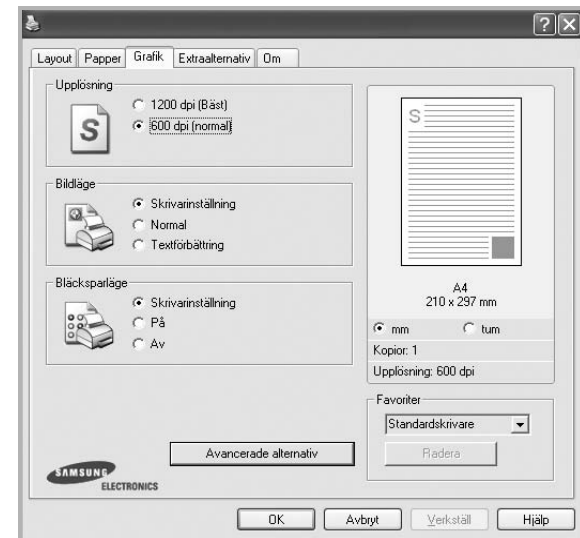 Layout Papper Grafik Extraalternativ Om
Upplösning
1200 dpi (Bäst)
600 dpi (normal)
S
Bildläge
Skrivarinställning
Normal
Textförbättring
Bläcksparläge
Skrivarinställning
På
Av
S
A4
210 x 297 mm
mm tum
Kopior: 1
Upplösning: 600 dpi
Favoriter
Standardskrivare
Radera
Avancerade alternativ
SAMSUNG
ELECTRONICS
OK Avbryt Verkställ Hjälp